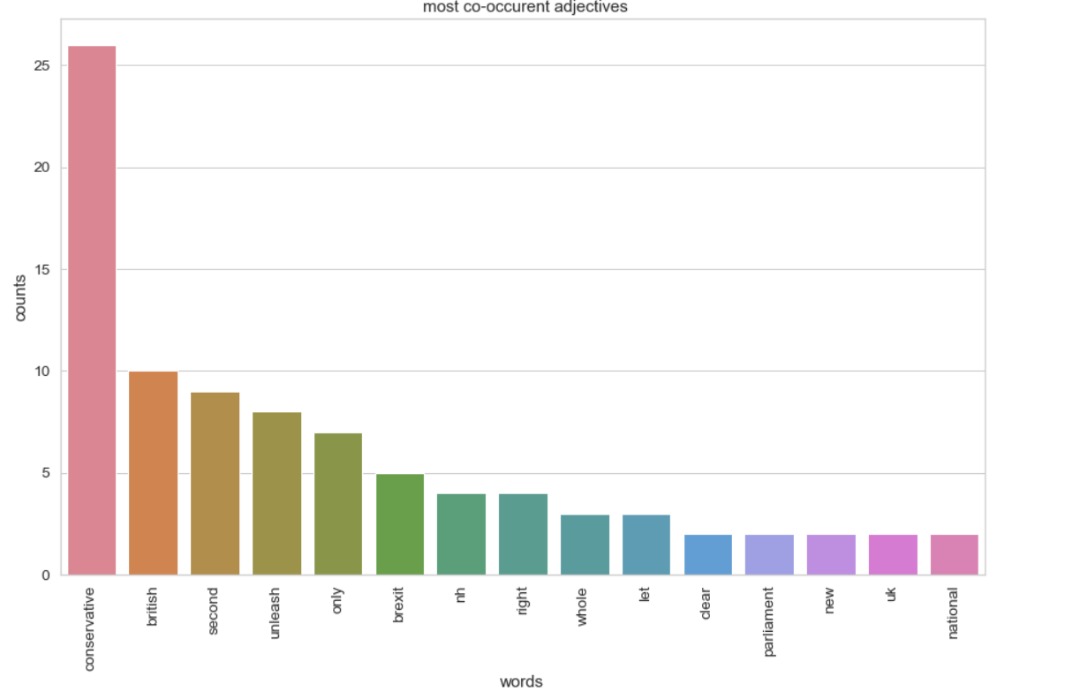 most co-occurent adjectives
25
20
15
10
5
0
counts
conservative
british
second
unleash
only
brexit
nh
right
whole
let
clear
parliament
new
uk
national
words